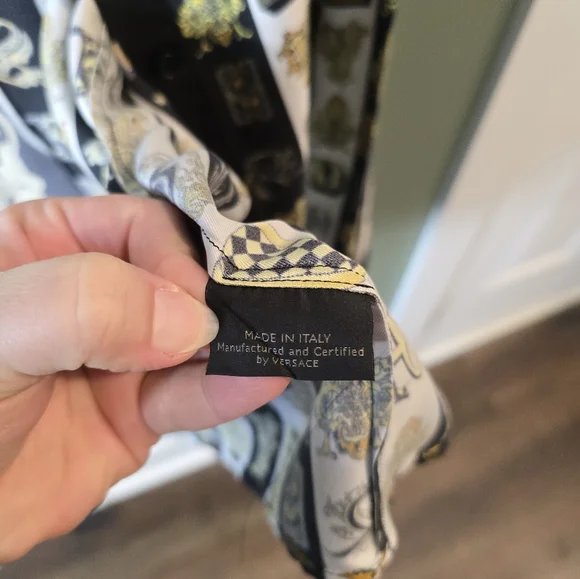 MADE IN ITALY
Manufactured and Certified
by VERSACE